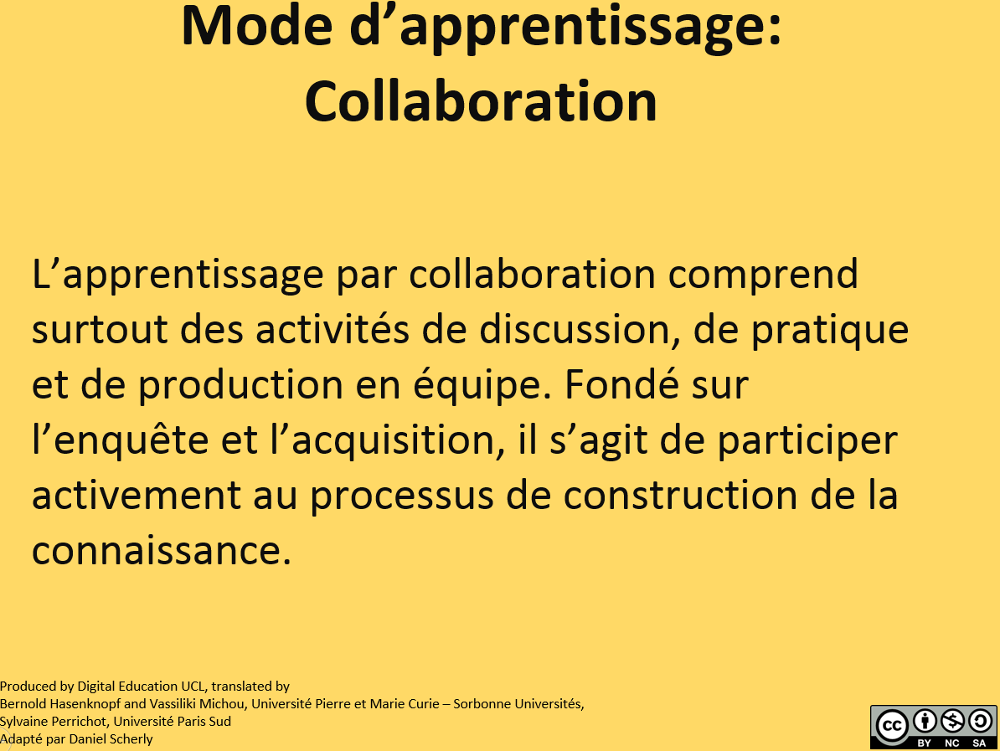 Mode d’apprentissage:
Collaboration
L’apprentissage par collaboration comprend
surtout des activités de discussion, de pratique
et de production en équipe. Fondé sur
l’enquête et l’acquisition, il s’agit de participer
activement au processus de construction de la
connaissance.
Produced by Digital Education UCL, translated by
Bernold Hasenknopf and Vassiliki Michou, Université Pierre et Marie Curie – Sorbonne Universités,
Sylvaine Perrichot, Université Paris Sud
Adapté par Daniel Scherly
cc
BY NC SA